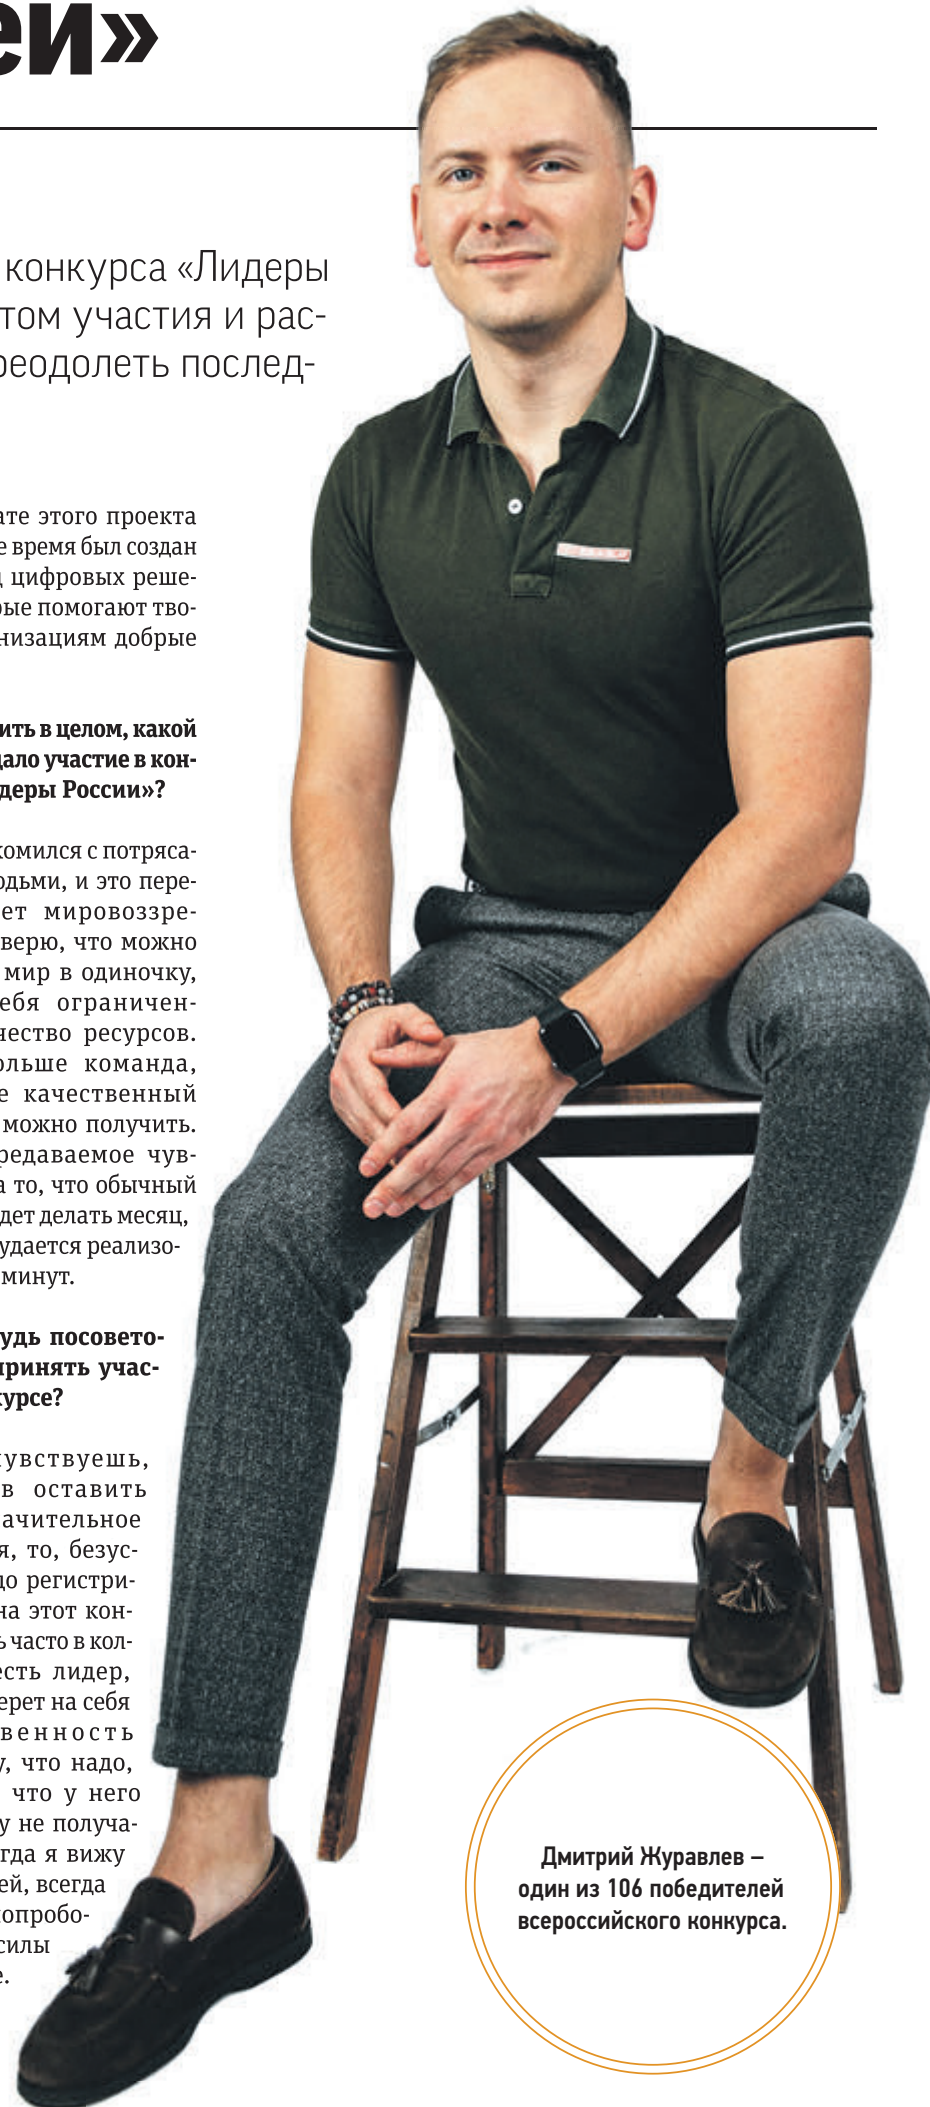 ей»
конкурса «Лидеры
том участия и рас-
реодолеть послед-
ате этого проекта
е время был создан
цифровых реше-
рые помогают тво-
низациям добрые
ить в целом, какой
дало участие в кон-
деры России»?
комился с потряса-
юдьми, и это пере-
ет мировоззре-
верю, что можно
мир в одиночку,
ебя ограничен-
чество ресурсов.
ольше команда,
е качественный
можно получить.
редаваемое чув-
а то, что обычный
дет делать месяц,
удается реализо-
минут.
удь посовето-
принять учас-
курсе?
чувствуешь,
в оставить
ачительное
я, то, безус-
до регистри-
на этот кон-
ь часто в кол-
есть лидер,
ерет на себя
венность
у, что надо,
что у него
у не получа-
гда я вижу
ей, всегда
попробо-
силы
е.
Дмитрий Журавлев –
один из 106 победителей
всероссийского конкурса.